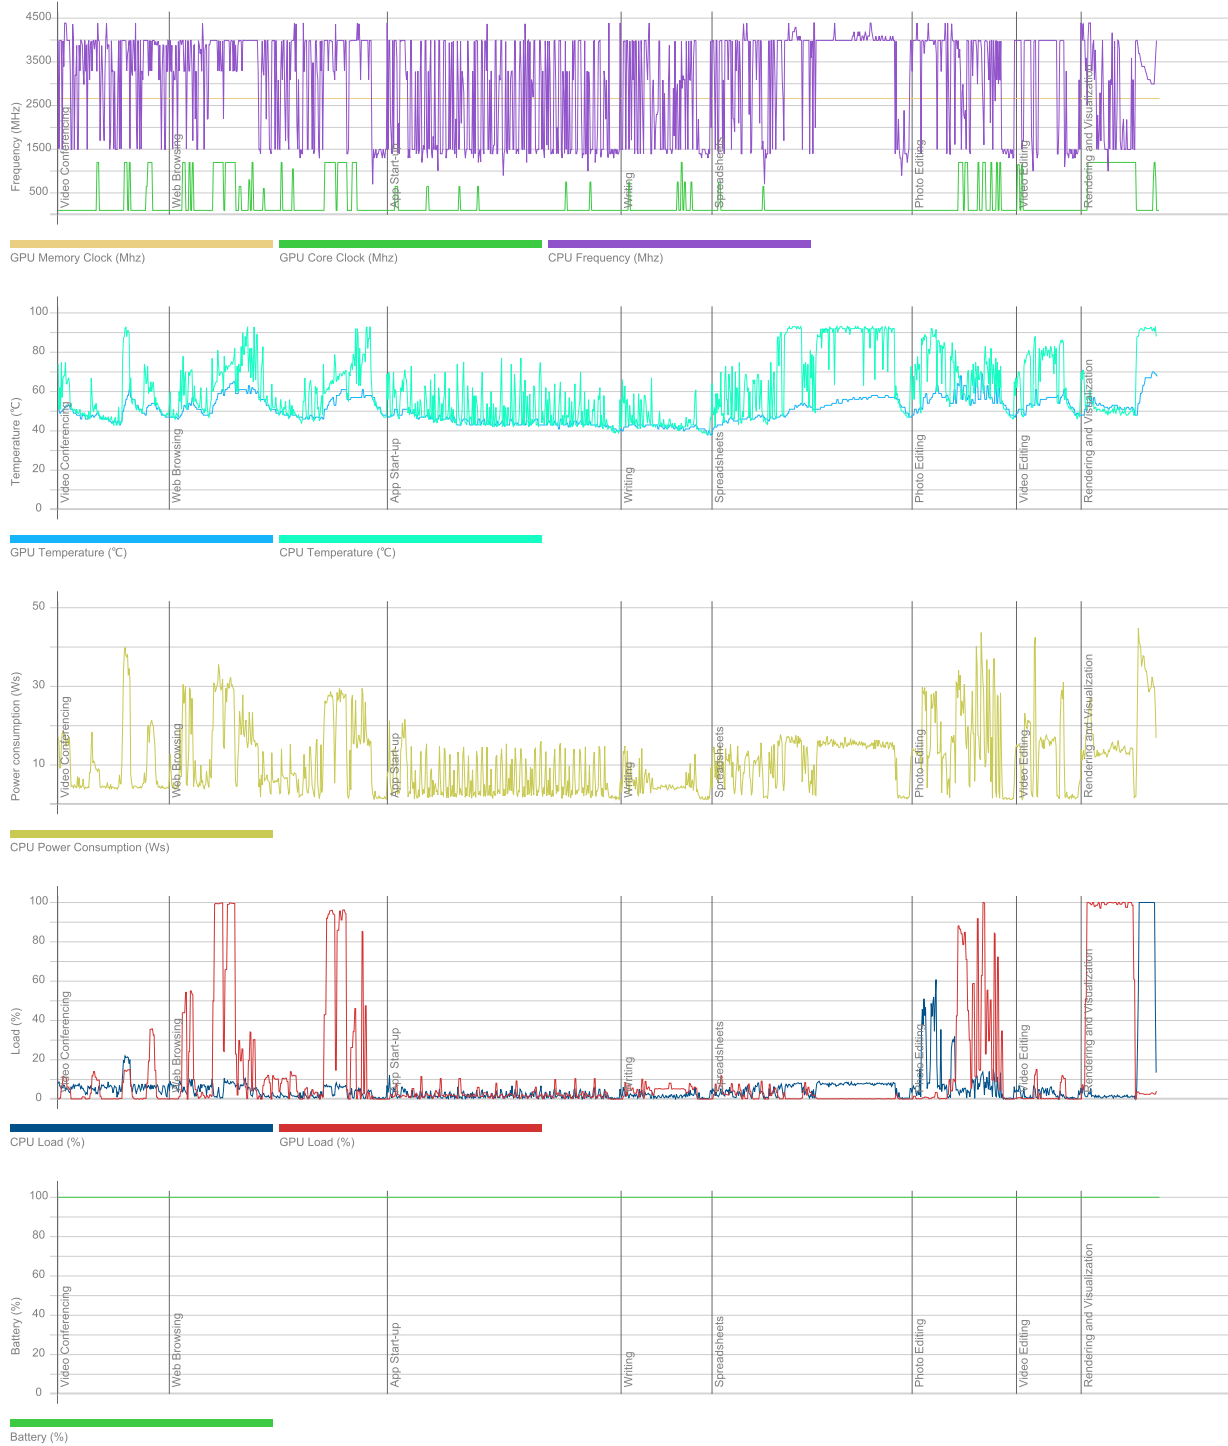 4500
3500
2500
1500
500
Frequency (MHz)
Video Conferencing
Web Browsing
App Start-up
Writing
Spreadsheets
Photo Editing
Video Editing
Rendering and Visualization
GPU Memory Clock (Mhz)
GPU Core Clock (Mhz)
CPU Frequency (Mhz)
100
80
60
40
20
0
Temperature (°C)
Video Conferencing
Web Browsing
App Start-up
Writing
Spreadsheets
Photo Editing
Video Editing
Rendering and Visualization
GPU Temperature (°C)
CPU Temperature (°C)
50
30
10
Power consumption (Ws)
Video Conferencing
Web Browsing
App Start-up
Writing
Spreadsheets
Photo Editing
Video Editing
Rendering and Visualization
CPU Power Consumption (Ws)
100
80
60
40
20
0
Load (%)
Video Conferencing
Web Browsing
App Start-up
Writing
Spreadsheets
Photo Editing
Video Editing
Rendering and Visualization
CPU Load (%)
GPU Load (%)
100
80
60
40
20
0
Battery (%)
Video Conferencing
Web Browsing
App Start-up
Writing
Spreadsheets
Photo Editing
Video Editing
Rendering and Visualization
Battery (%)